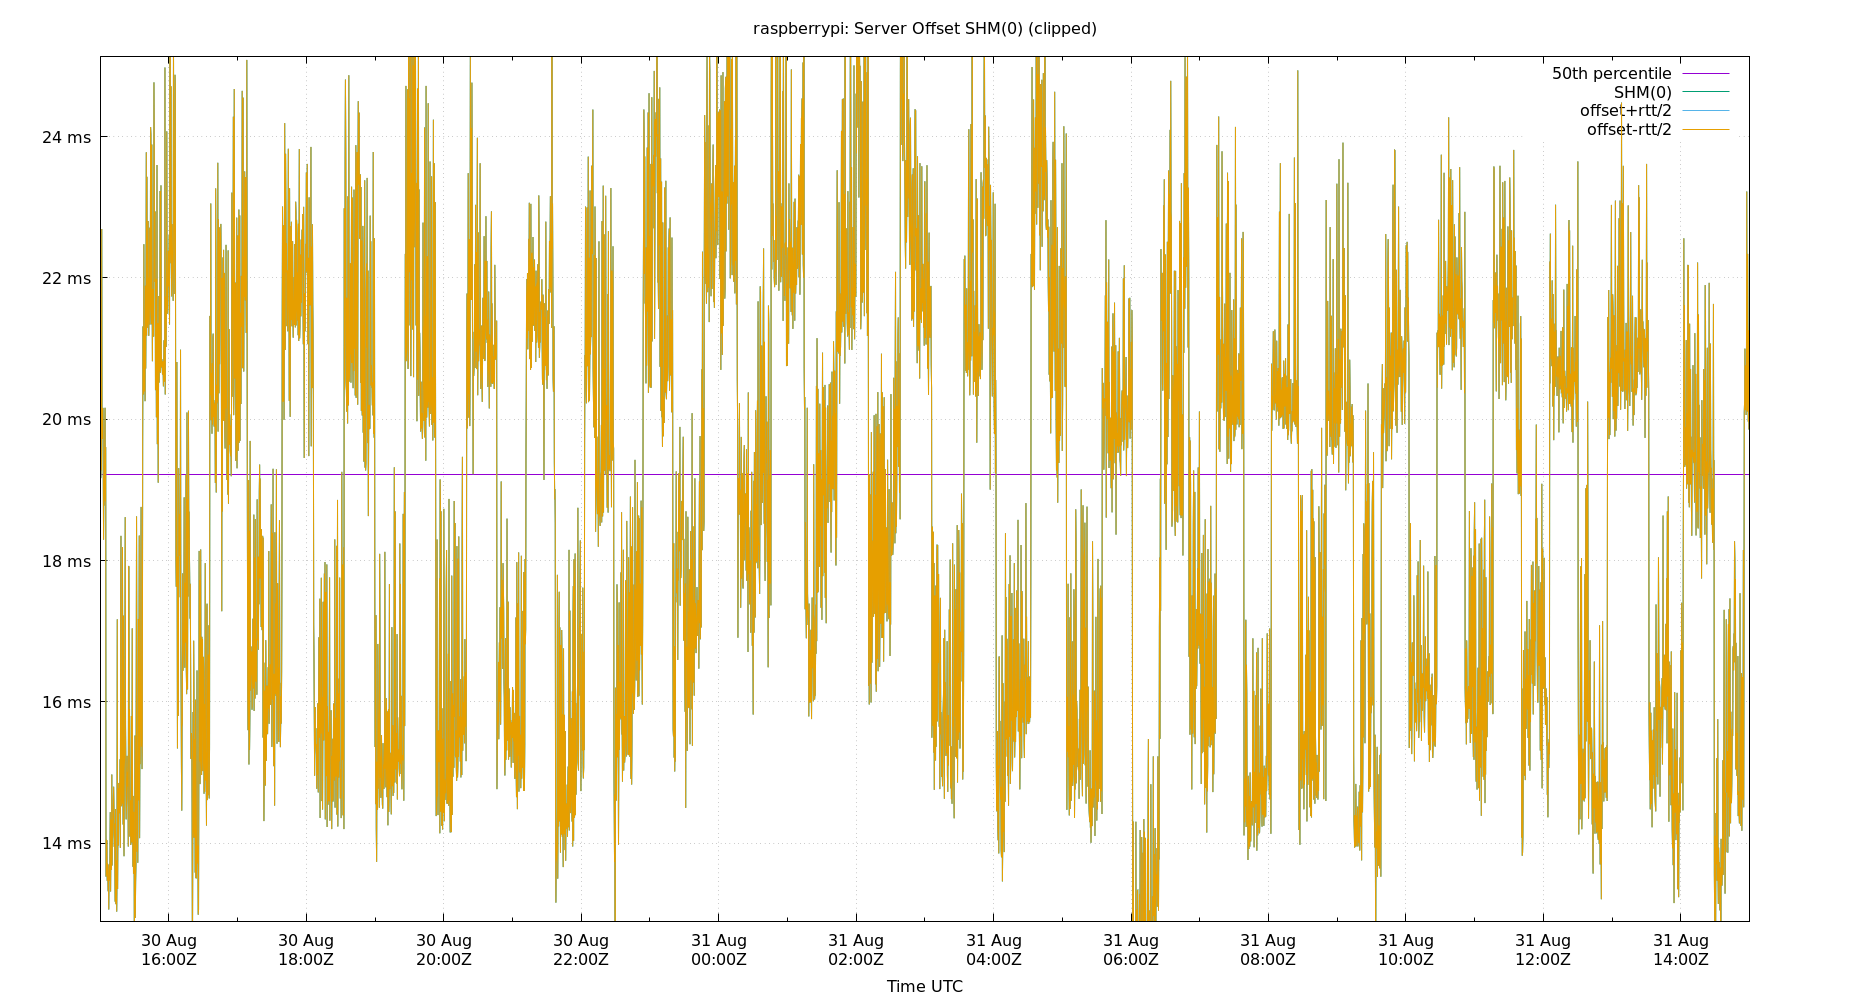 raspberrypi: Server Offset SHM(0) (clipped)
50th percentile
SHM(0)
offset+rtt/2
offset-rtt/2
24 ms
22 ms
20 ms
18 ms
16 ms
14 ms
30 Aug 30 Aug 30 Aug 30 Aug 31 Aug 31 Aug 31 Aug 31 Aug 31 Aug 31 Aug 31 Aug 31 Aug
16:00Z 18:00Z 20:00Z 22:00Z 00:00Z 02:00Z 04:00Z 06:00Z 08:00Z 10:00Z 12:00Z 14:00Z
Time UTC